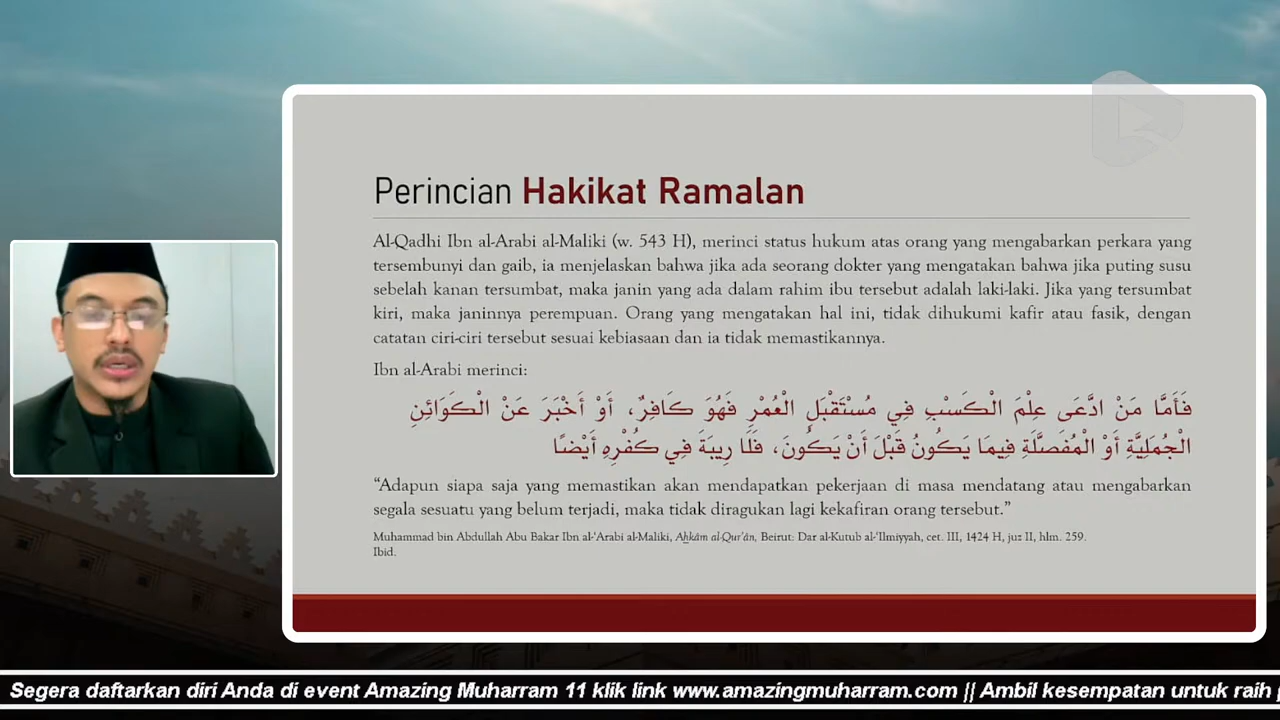 Perincian Hakikat Ramalan
Al-Qadhi Ibn al-Arabi al-Maliki (w. 543 H), merinci status hukum atas orang yang mengabarkan perkara yang
tersembunyi dan gaib, ia menjelaskan bahwa jika ada seorang dokter yang mengatakan bahwa jika puting susu
sebelah kanan tersumbat, maka janin yang ada dalam rahim ibu tersebut adalah laki-laki. Jika yang tersumbat
kiri, maka janinnya perempuan. Orang yang mengatakan hal ini, tidak dihukumi kafir atau fasik, dengan
catatan ciri-ciri tersebut sesuai kebiasaan dan ia tidak memastikannya.
Ibn al-Arabi merinci:
فَأَمَّا مَنْ ادَّعَى عِلْمَ الْكَسْبِ فِي مُسْتَقْبَلِ الْعُمْرِ فَهُوَ كَافِرٌ، أَوْ أَخْبَرَ عَنْ الْكَوَائِنِ
الْجُمَلِيَّةِ أَوْ الْمُفَصَّلَةِ فِيمَا يَكُونُ قَبْلَ أَنْ يَكُونَ، فَلَا رِيبَةَ فِي كُفْرِهِ أَيْضًا
“Adapun siapa saja yang memastikan akan mendapatkan pekerjaan di masa mendatang atau mengabarkan
segala sesuatu yang belum terjadi, maka tidak diragukan lagi kekafiran orang tersebut.”
Muhammad bin Abdullah Abu Bakar Ibn al-‘Arabi al-Maliki, Aẖkâm al-Qur’ân, Beirut: Dar al-Kutub al-‘Ilmiyyah, cet. III, 1424 H, juz II, hlm. 259.
Ibid.
Segera daftarkan diri Anda di event Amazing Muharram 11 klik link www.amazingmuharram.com || Ambil kesempatan untuk raih